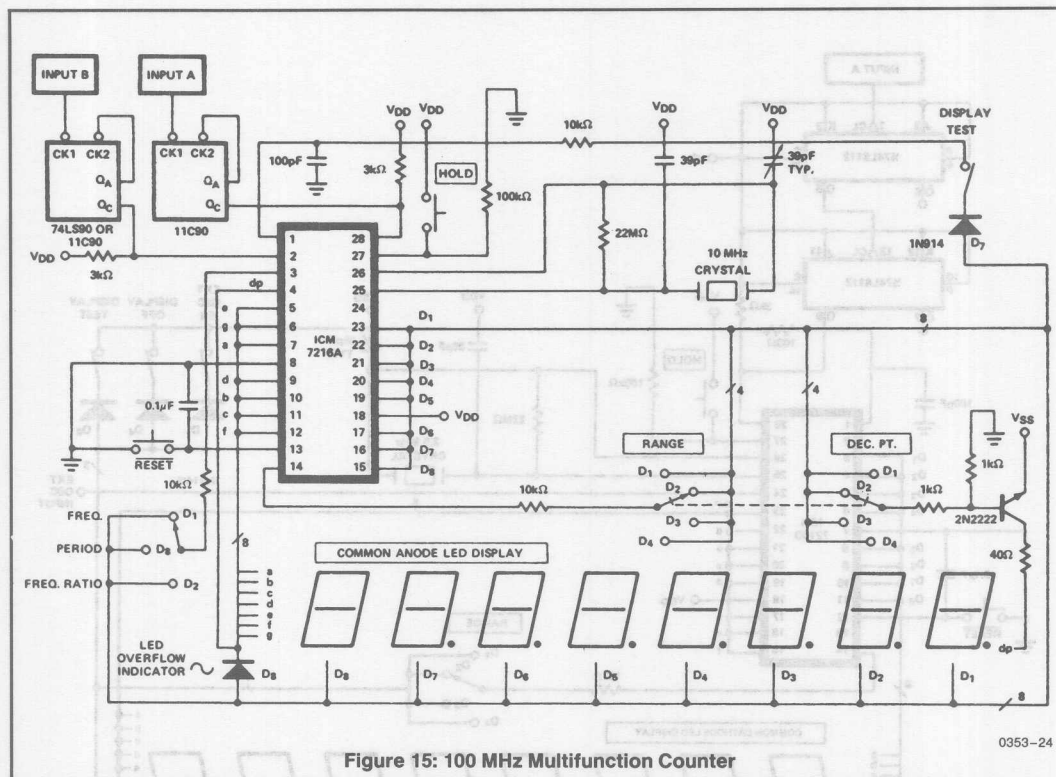 INPUT B
INPUT A
CK1 CK2
QA
QC
74LS90 OR
11C90
CK1 CK2
QA
QC
11C90
VDD
3kΩ
100pF
VDD
3kΩ
VDD
HOLD
100kΩ
10kΩ
VDD
39pF
VDD
39pF
TYP.
DISPLAY
TEST
1N914
D7
22MΩ
10 MHz
CRYSTAL
ICM
7216A
1 28
2 27
3 26
4 25
5 24
6 23
7 22
8 21
9 20
10 19
11 18
12 17
13 16
14 15
dp
e
g
a
d
b
c
f
D1
D2
D3
D4
D5
VDD
D6
D7
D8
8
4
4
0.1µF
RESET
10kΩ
FREQ.
D1
PERIOD
D8
FREQ. RATIO
D2
RANGE
D1
D2
D3
D4
10kΩ
DEC. PT.
D1
D2
D3
D4
1kΩ
1kΩ
VSS
2N2222
40Ω
dp
8
a
b
c
d
e
f
g
COMMON ANODE LED DISPLAY
LED
OVERFLOW
INDICATOR
D8
D8 D7 D6 D5 D4 D3 D2 D1
8
0353–24
Figure 15: 100 MHz Multifunction Counter